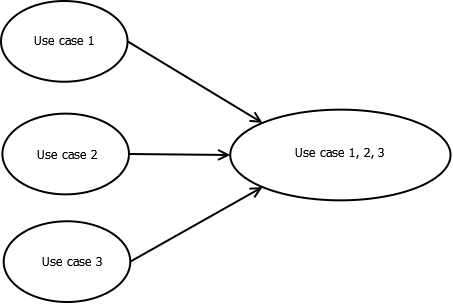 Use case 1
Use case 2
Use case 1, 2, 3
Use case 3